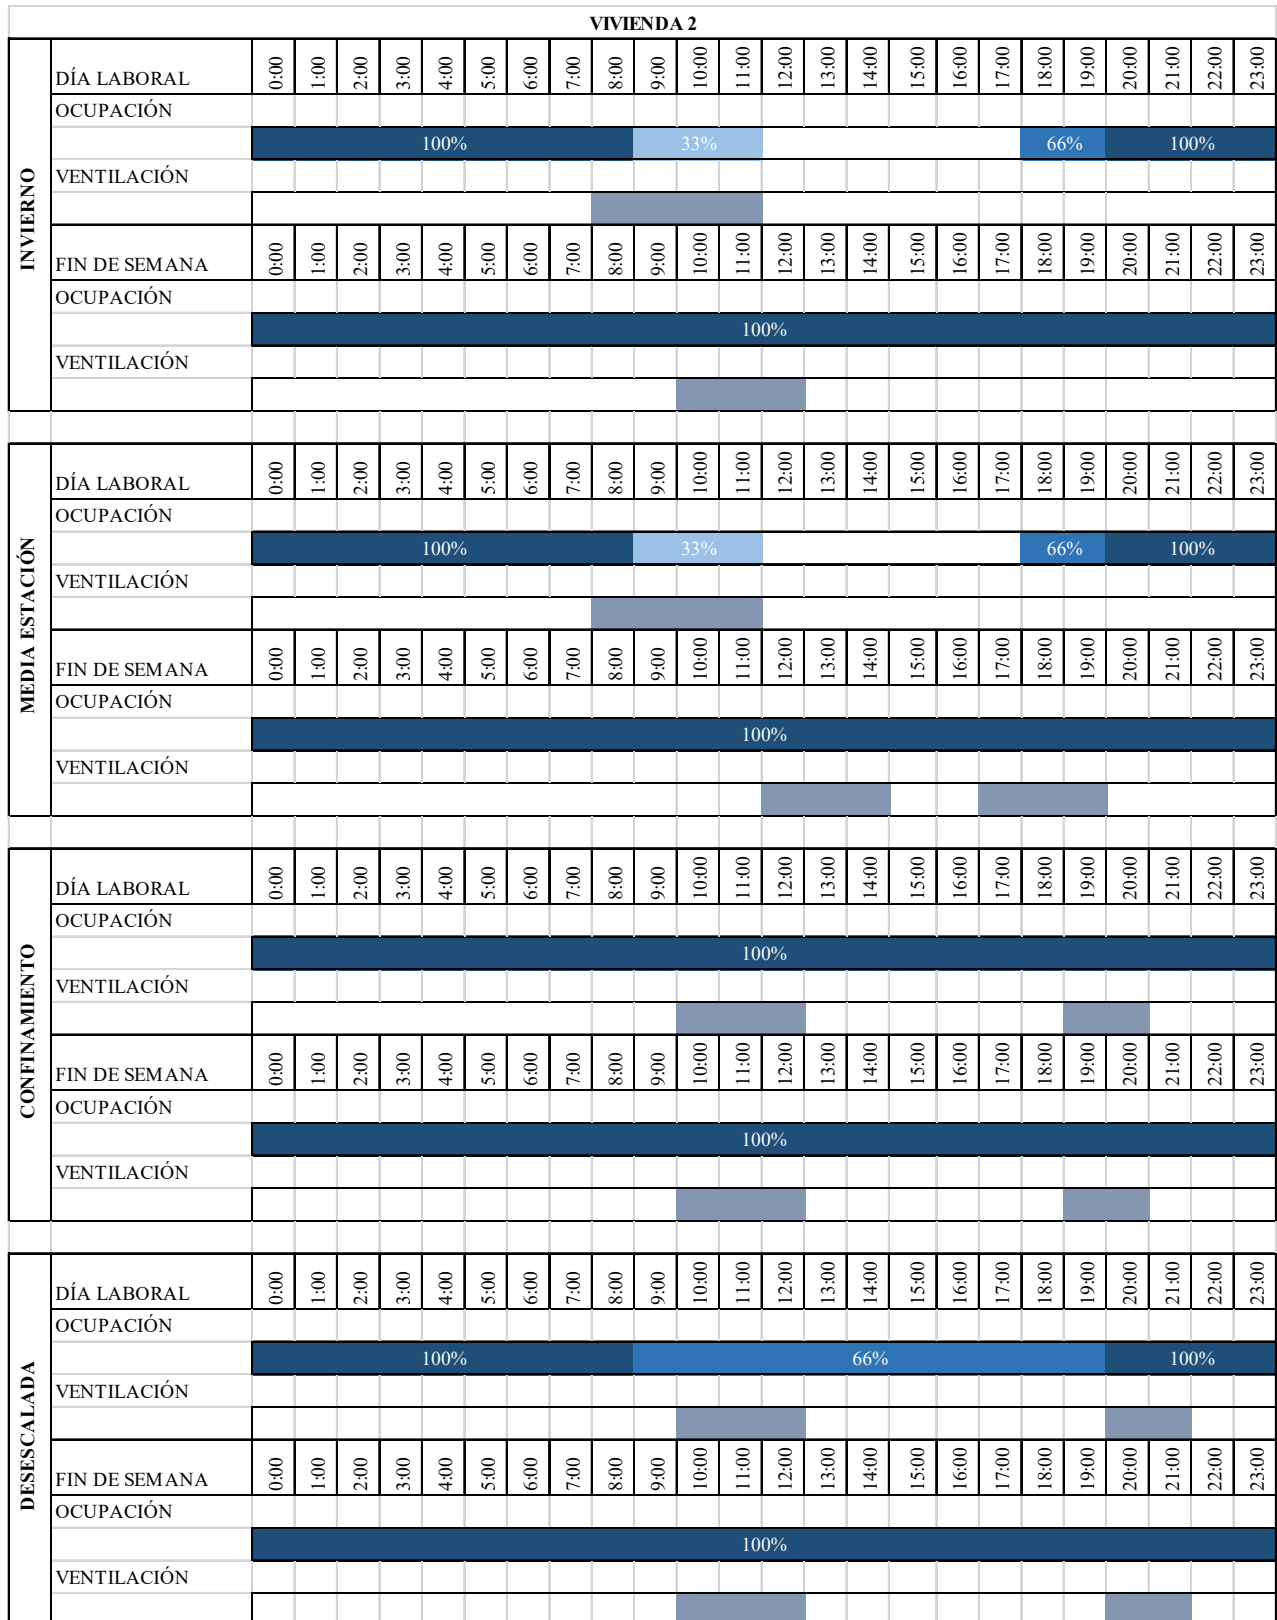 VIVIENDA 2
INVIERNO
DÍA LABORAL 0:00 1:00 2:00 3:00 4:00 5:00 6:00 7:00 8:00 9:00 10:00 11:00 12:00 13:00 14:00 15:00 16:00 17:00 18:00 19:00 20:00 21:00 22:00 23:00
OCUPACIÓN
100% 33% 66% 100%
VENTILACIÓN
FIN DE SEMANA 0:00 1:00 2:00 3:00 4:00 5:00 6:00 7:00 8:00 9:00 10:00 11:00 12:00 13:00 14:00 15:00 16:00 17:00 18:00 19:00 20:00 21:00 22:00 23:00
OCUPACIÓN
100%
VENTILACIÓN
MEDIA ESTACIÓN
DÍA LABORAL 0:00 1:00 2:00 3:00 4:00 5:00 6:00 7:00 8:00 9:00 10:00 11:00 12:00 13:00 14:00 15:00 16:00 17:00 18:00 19:00 20:00 21:00 22:00 23:00
OCUPACIÓN
100% 33% 66% 100%
VENTILACIÓN
FIN DE SEMANA 0:00 1:00 2:00 3:00 4:00 5:00 6:00 7:00 8:00 9:00 10:00 11:00 12:00 13:00 14:00 15:00 16:00 17:00 18:00 19:00 20:00 21:00 22:00 23:00
OCUPACIÓN
100%
VENTILACIÓN
CONFINAMIENTO
DÍA LABORAL 0:00 1:00 2:00 3:00 4:00 5:00 6:00 7:00 8:00 9:00 10:00 11:00 12:00 13:00 14:00 15:00 16:00 17:00 18:00 19:00 20:00 21:00 22:00 23:00
OCUPACIÓN
100%
VENTILACIÓN
FIN DE SEMANA 0:00 1:00 2:00 3:00 4:00 5:00 6:00 7:00 8:00 9:00 10:00 11:00 12:00 13:00 14:00 15:00 16:00 17:00 18:00 19:00 20:00 21:00 22:00 23:00
OCUPACIÓN
100%
VENTILACIÓN
DESESCALADA
DÍA LABORAL 0:00 1:00 2:00 3:00 4:00 5:00 6:00 7:00 8:00 9:00 10:00 11:00 12:00 13:00 14:00 15:00 16:00 17:00 18:00 19:00 20:00 21:00 22:00 23:00
OCUPACIÓN
100% 66% 100%
VENTILACIÓN
FIN DE SEMANA 0:00 1:00 2:00 3:00 4:00 5:00 6:00 7:00 8:00 9:00 10:00 11:00 12:00 13:00 14:00 15:00 16:00 17:00 18:00 19:00 20:00 21:00 22:00 23:00
OCUPACIÓN
100%
VENTILACIÓN